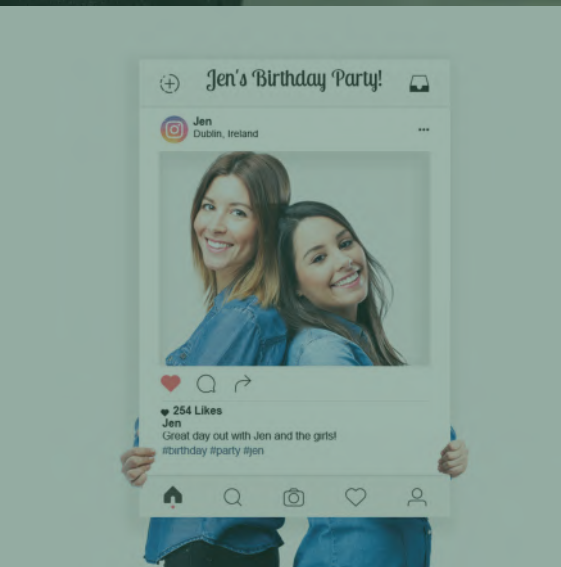 Jen's Birthday Party!
Jen
Dublin, Ireland
254 Likes
Jen
Great day out with Jen and the girls!
#birthday #party #jen